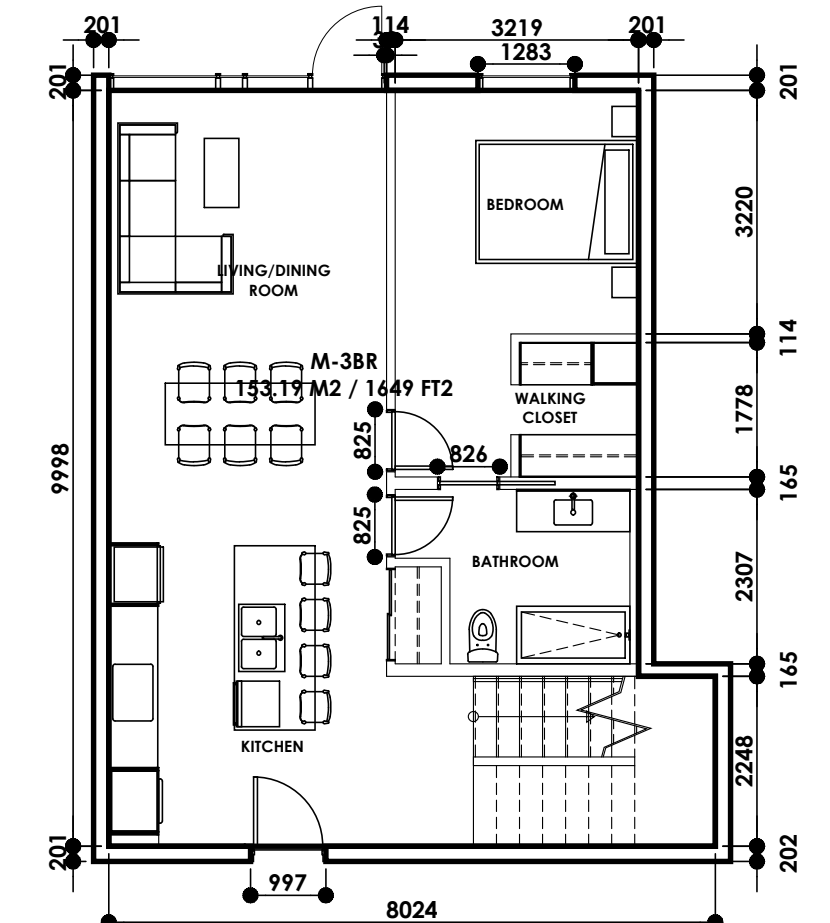 201
114
3219
201
1283
201
201
BEDROOM
3220
LIVING/DINING
ROOM
M-3BR
153.19 M2 / 1649 FT2
114
WALKING
CLOSET
1778
825
826
9998
165
825
BATHROOM
2307
165
KITCHEN
2248
201
202
997
8024